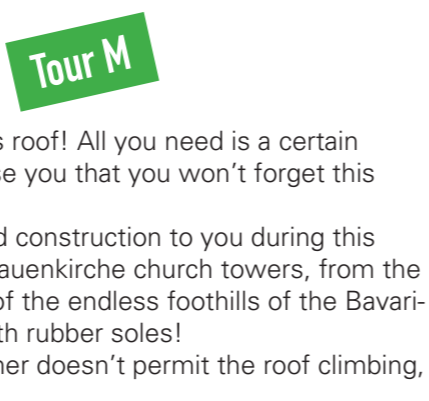 Tour M
s roof! All you need is a certain
se you that you won’t forget this
d construction to you during this
auenkirche church towers, from the
of the endless foothills of the Bavari-
th rubber soles!
her doesn’t permit the roof climbing,